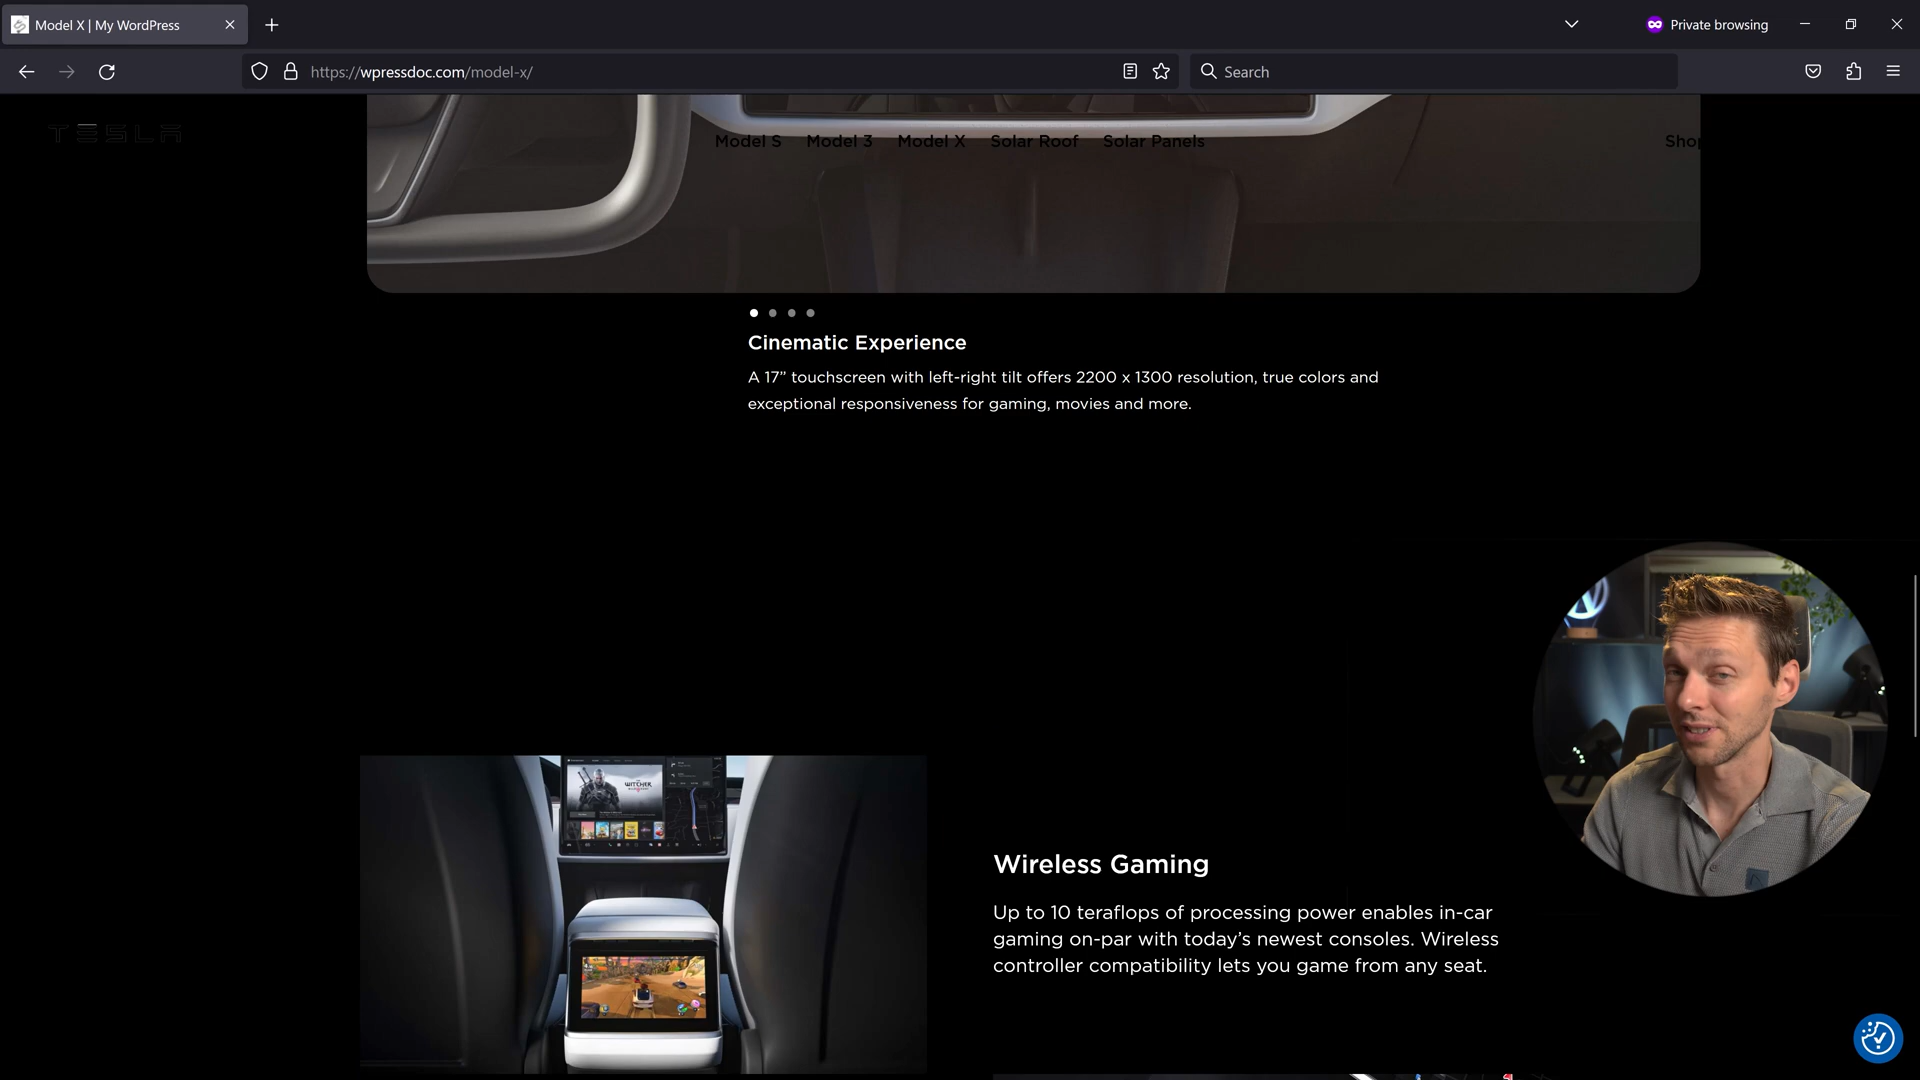 Model X | My WordPress
Private browsing
https://wpressdoc.com/model-x/
Search
TESLA
Model S Model 3 Model X Solar Roof Solar Panels
Shop
Cinematic Experience
A 17” touchscreen with left-right tilt offers 2200 x 1300 resolution, true colors and
exceptional responsiveness for gaming, movies and more.
WITCHER
Wireless Gaming
Up to 10 teraflops of processing power enables in-car
gaming on-par with today’s newest consoles. Wireless
controller compatibility lets you game from any seat.